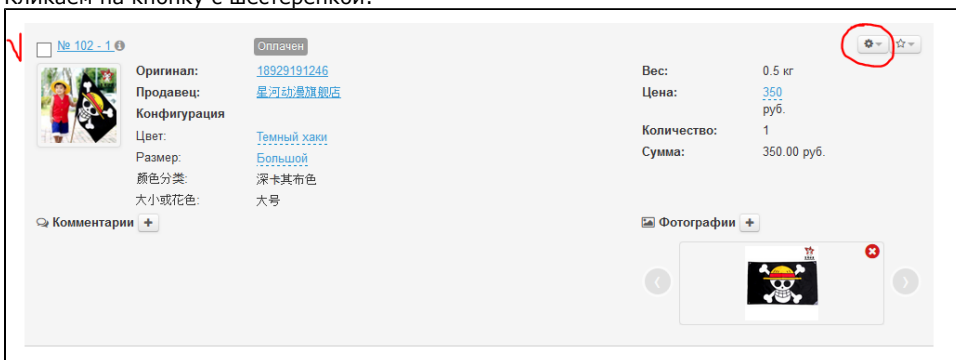 Кликаем на кнопку с шестеренкой:
№ 102 - 1
Оплачен
Оригинал: 18929191246
Продавец: 星河动漫旗舰店
Конфигурация
Цвет: Темный хаки
Размер: Большой
颜色分类: 深卡其布色
大小或花色: 大号
Вес: 0.5 кг
Цена: 350
руб.
Количество: 1
Сумма: 350.00 руб.
Комментарии +
Фотографии +